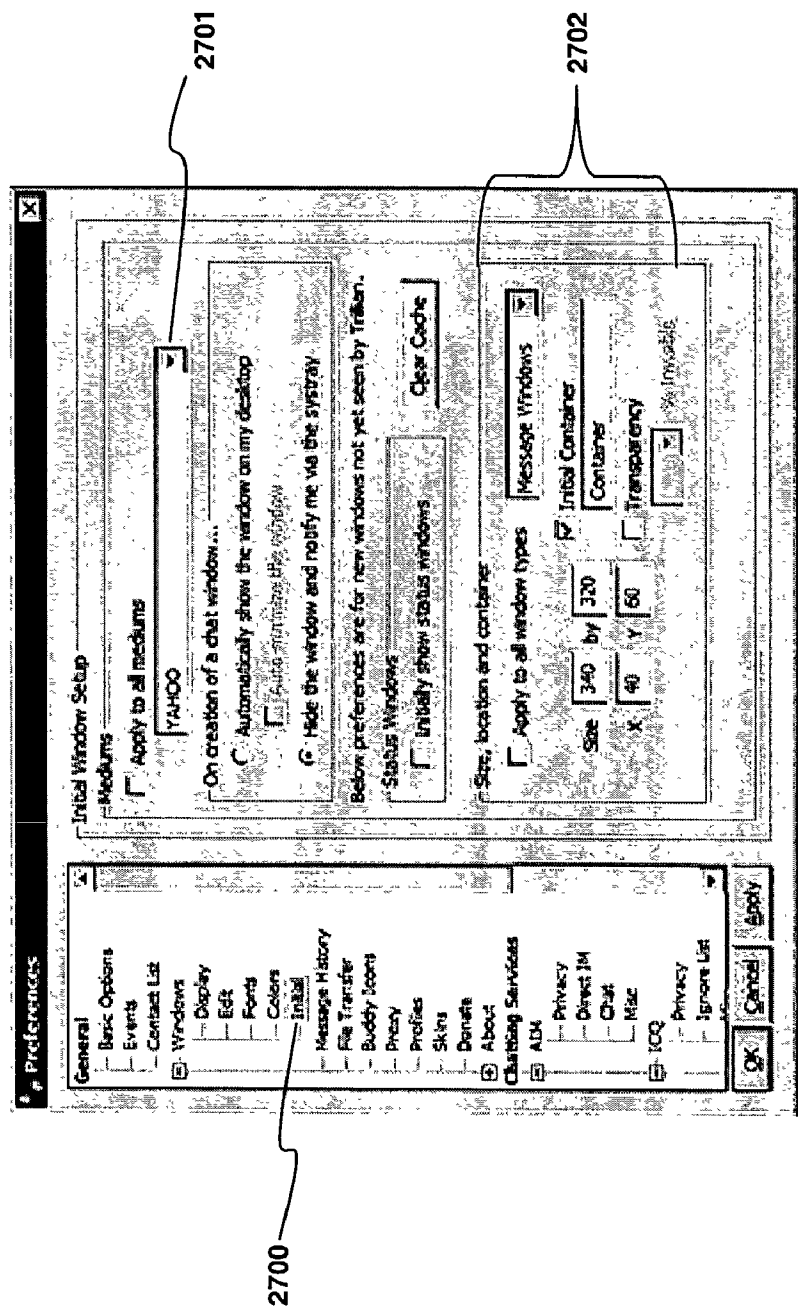 Preferences
General
Basic Options
Events
Contact List
Windows
Display
Edit
Fonts
Colors
Initial
Message History
File Transfer
Buddy Icons
Proxy
Profiles
Skins
Donate
About
Chatting Services
AIM
Privacy
Direct IM
Chat
Misc
ICQ
Privacy
Ignore List
OK Cancel Apply
Initial Window Setup
Mediums
Apply to all mediums
YAHOO
On creation of a chat window...
Automatically show the window on my desktop
the window
Hide the window and notify me via the systray
Below preferences are for new windows not yet seen by Trillian.
Status Windows
Initially show status windows
Clear Cache
Size, location and container
Apply to all window types
Message Windows
Size 340 by 320
X 40 Y 60
Initial Container
Container
Transparency
%
2700
2701
2702